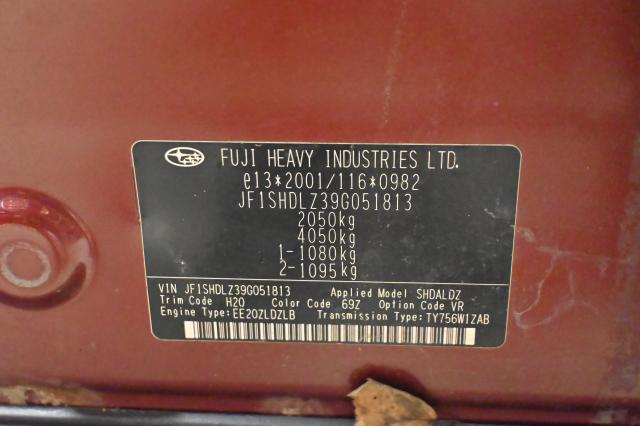 FUJI HEAVY INDUSTRIES LTD.
e13*2001/116*0982
JF1SHDLZ39G051813
2050kg
4050kg
1-1080kg
2-1095kg
VIN JF1SHDLZ39G051813 Applied Model SHDALDZ
Trim Code H20 Color Code 69Z Option Code VR
Engine Type:EE20ZLDZLB Transmission Type:TY756W1ZAB